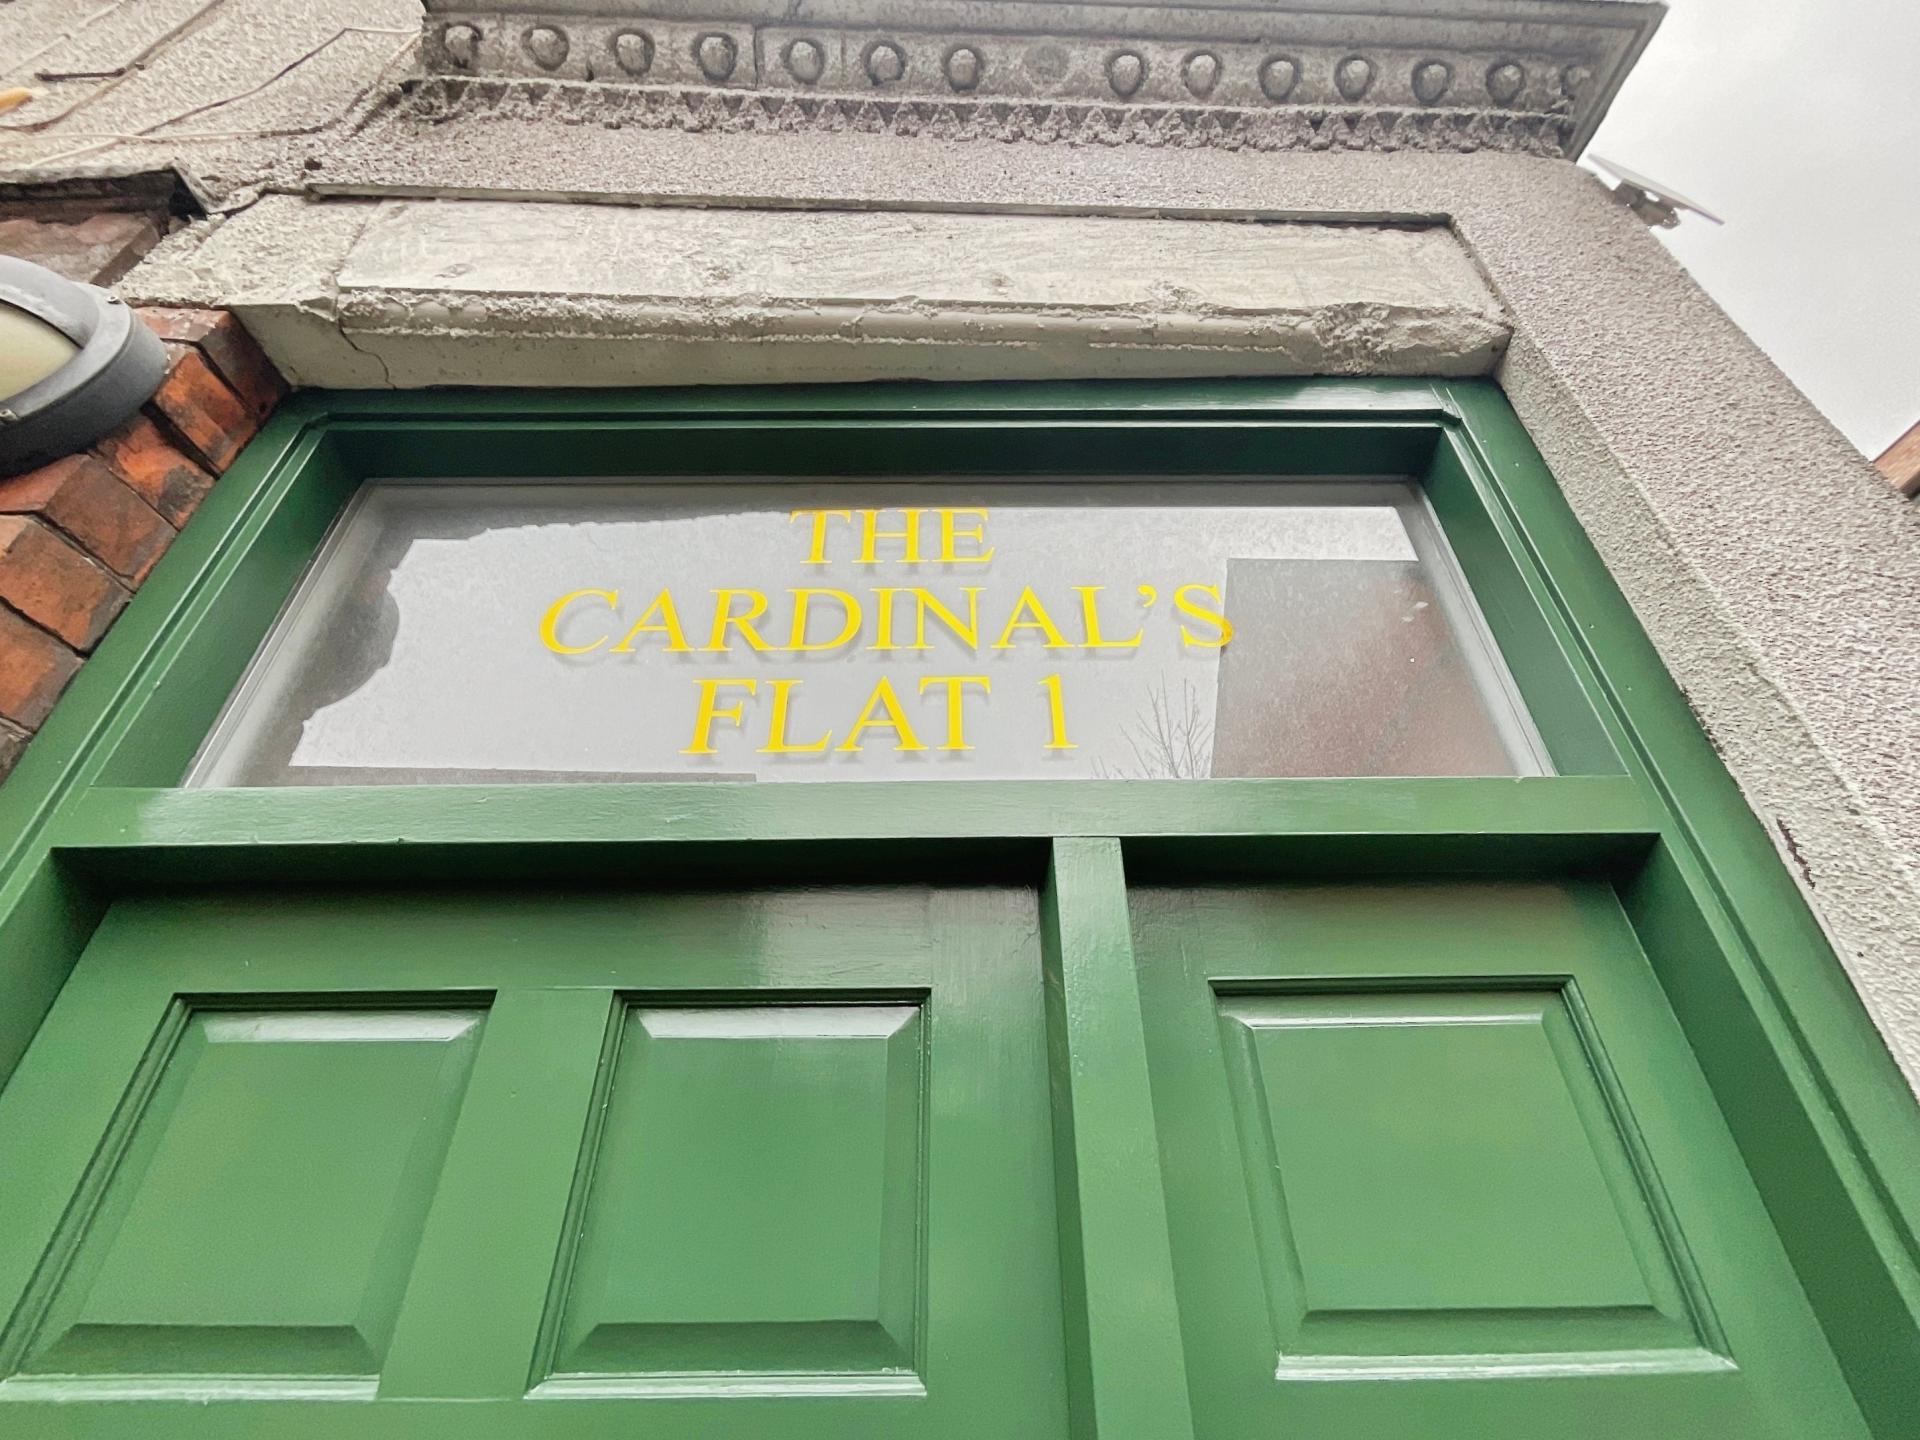 THE
CARDINAL'S
FLAT 1